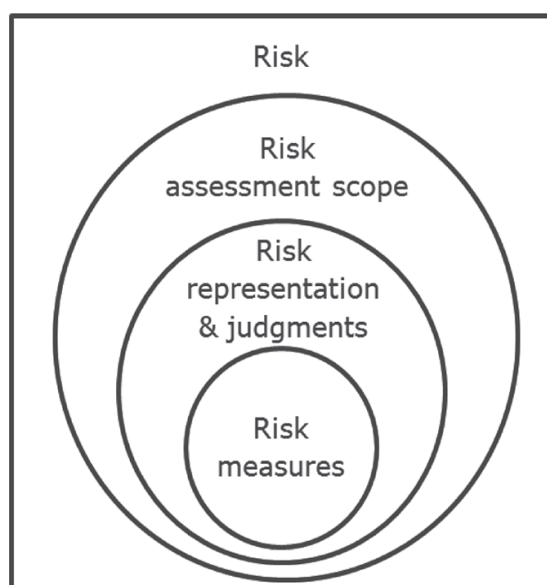 Risk
Risk
assessment scope
Risk
representation
& judgments
Risk
measures